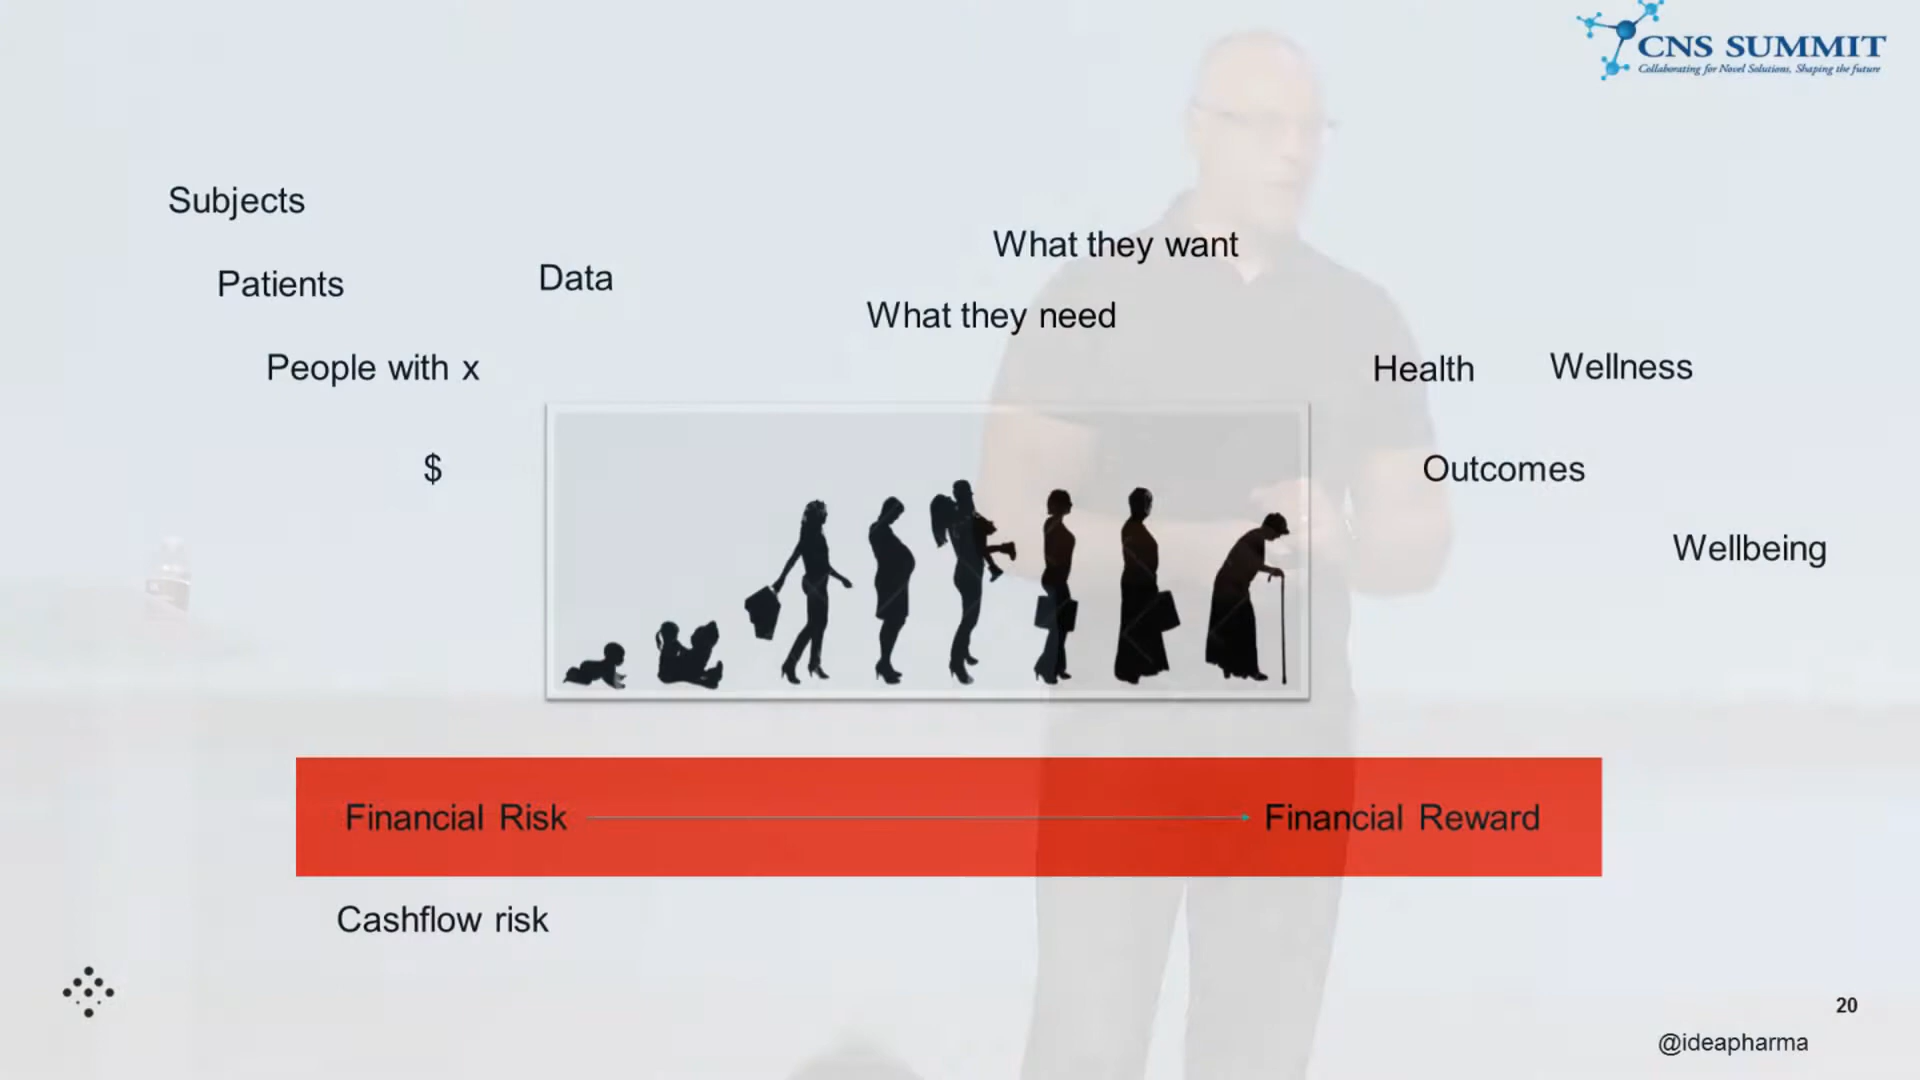 CNS SUMMIT
Collaborating for Novel Solutions, Shaping the future
Subjects
What they want
Patients
Data
What they need
People with x
Health
Wellness
$
Outcomes
Wellbeing
Financial Risk
Financial Reward
Cashflow risk
20
@ideapharma